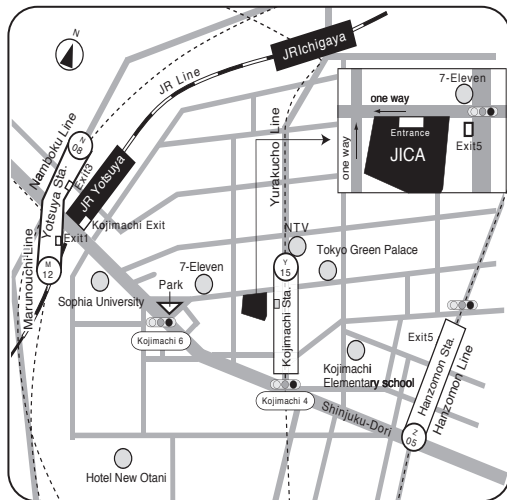 N
JR Line
JRIchigaya
7-Eleven
one way
Entrance
one way
JICA
Exit5
Namboku Line
N
08
Exit3
Yotsuya Sta.
JR Yotsuya
Kojimachi Exit
Exit1
Marunouchi Line
M
12
Yurakucho Line
NTV
Y
15
Tokyo Green Palace
7-Eleven
Park
Sophia University
Kojimachi Sta.
Kojimachi 6
Exit5
Kojimachi
Elementary school
Kojimachi 4
Shinjuku-Dori
Hanzomon Sta.
Hanzomon Line
Z
05
Hotel New Otani